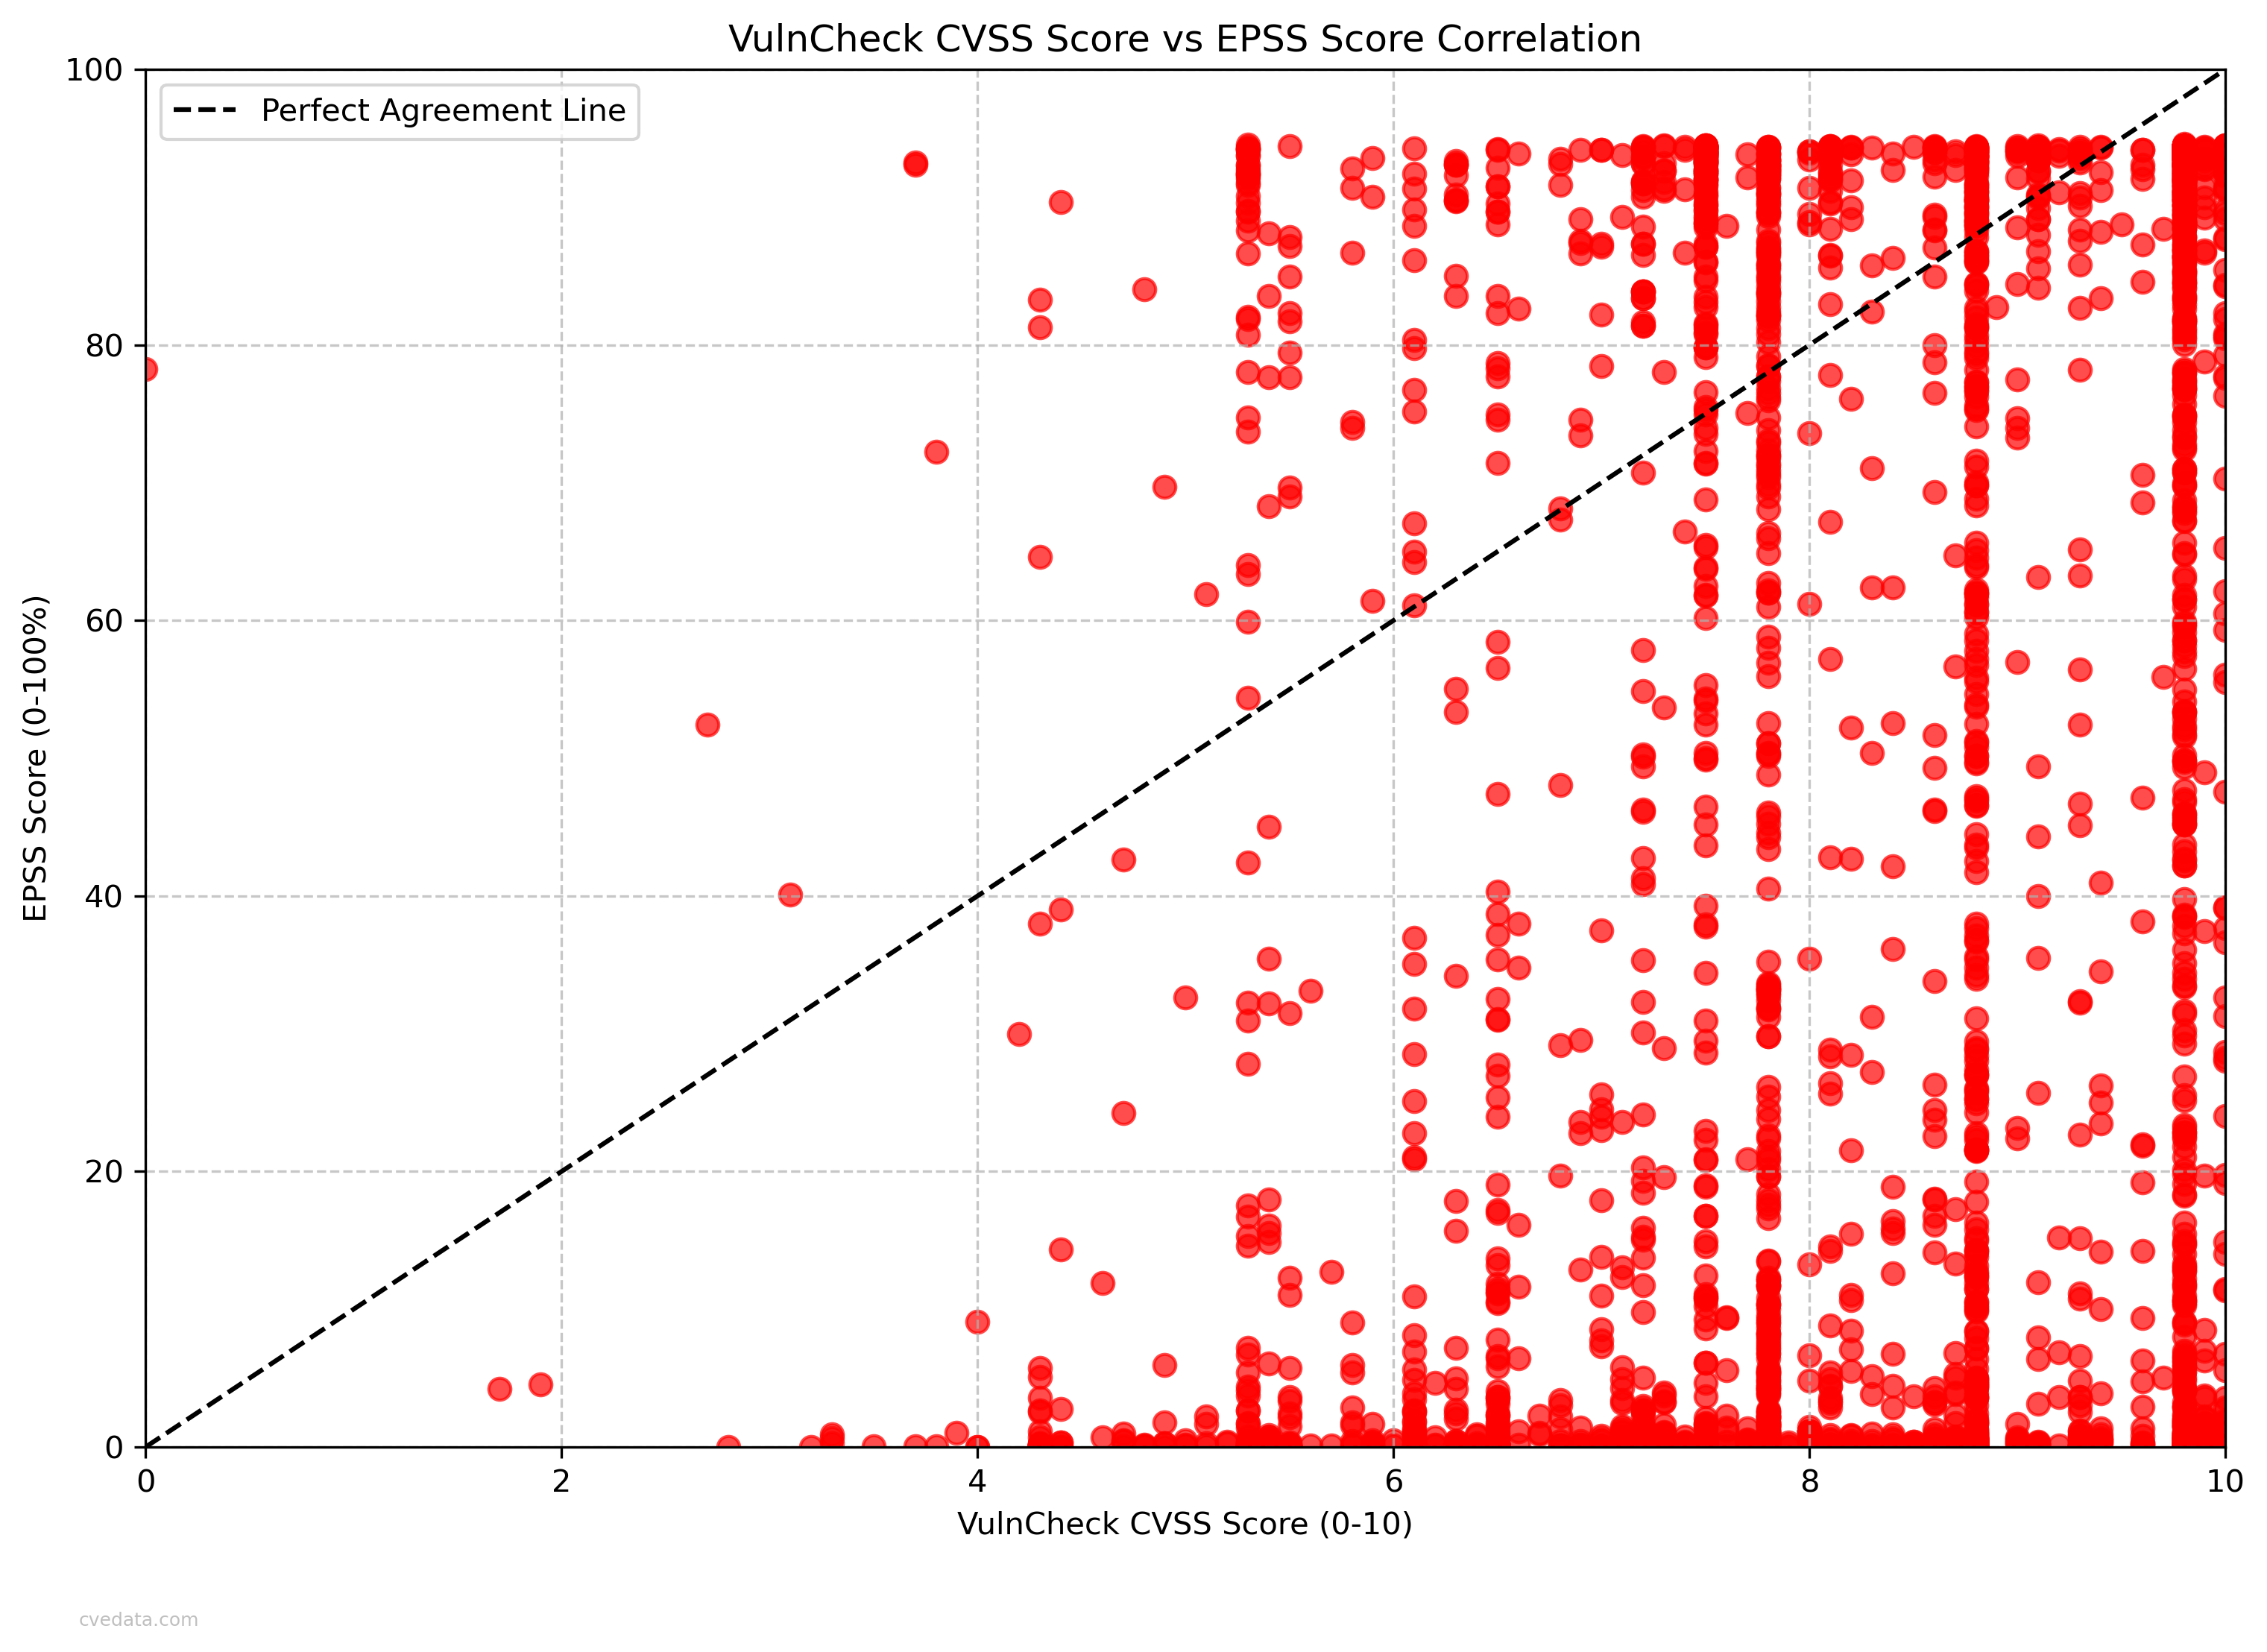 VulnCheck CVSS Score vs EPSS Score Correlation
100
Perfect Agreement Line
80
60
40
20
0
EPSS Score (0-100%)
0 2 4 6 8 10
VulnCheck CVSS Score (0-10)
cvedata.com